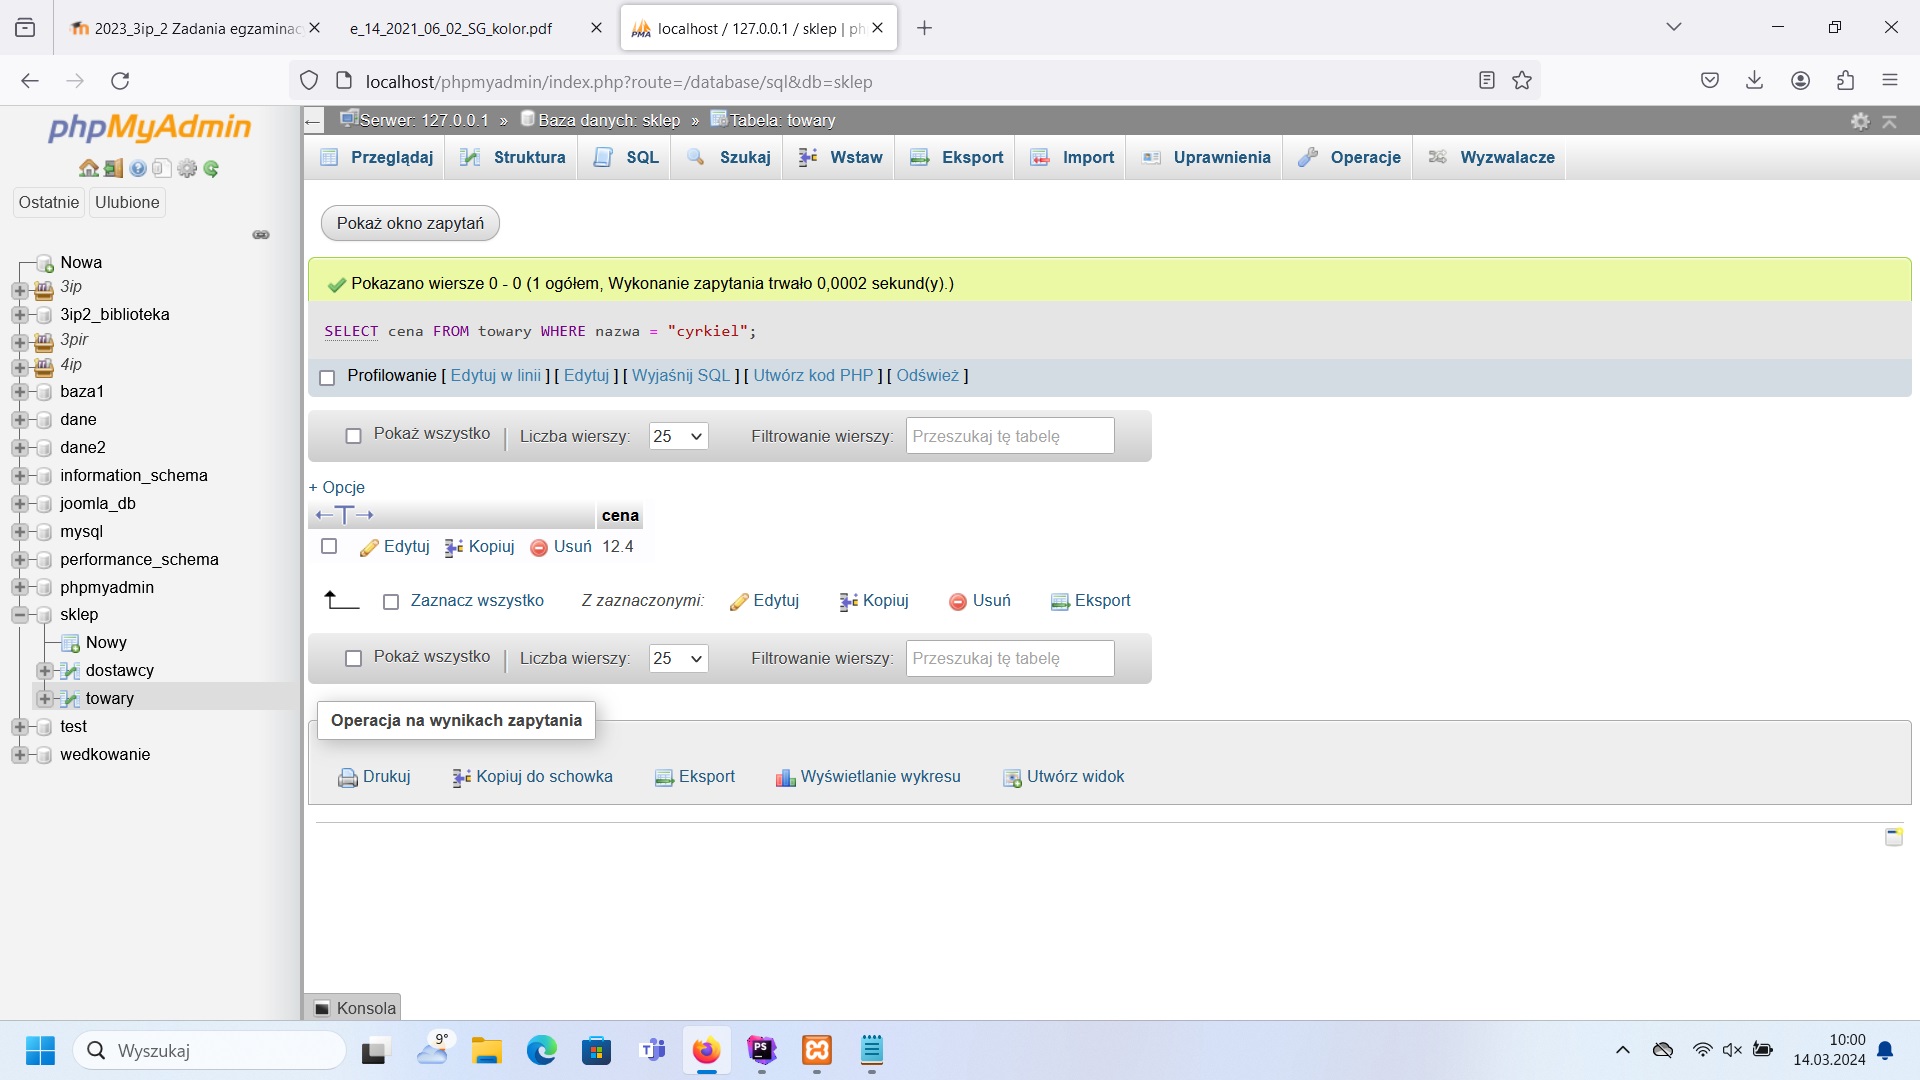 2023_3ip_2 Zadania egzaminac
e_14_2021_06_02_SG_kolor.pdf
localhost / 127.0.0.1 / sklep | ph
localhost/phpmyadmin/index.php?route=/database/sql&db=sklep
phpMyAdmin
Ostatnie
Ulubione
Nowa
3ip
3ip2_biblioteka
3pir
4ip
baza1
dane
dane2
information_schema
joomla_db
mysql
performance_schema
phpmyadmin
sklep
Nowy
dostawcy
towary
test
wedkowanie
Serwer: 127.0.0.1 » Baza danych: sklep » Tabela: towary
Przeglądaj Struktura SQL Szukaj Wstaw Eksport Import Uprawnienia Operacje Wyzwalacze
Pokaż okno zapytań
Pokazano wiersze 0 - 0 (1 ogółem, Wykonanie zapytania trwało 0,0002 sekund(y).)
SELECT cena FROM towary WHERE nazwa = "cyrkiel";
Profilowanie [ Edytuj w linii ] [ Edytuj ] [ Wyjaśnij SQL ] [ Utwórz kod PHP ] [ Odśwież ]
Pokaż wszystko | Liczba wierszy: 25 Filtrowanie wierszy: Przeszukaj tę tabelę
+ Opcje
←T→ cena
Edytuj Kopiuj Usuń 12.4
Zaznacz wszystko Z zaznaczonymi: Edytuj Kopiuj Usuń Eksport
Pokaż wszystko | Liczba wierszy: 25 Filtrowanie wierszy: Przeszukaj tę tabelę
Operacja na wynikach zapytania
Drukuj Kopiuj do schowka Eksport Wyświetlanie wykresu Utwórz widok
Konsola
Wyszukaj
9°
10:00
14.03.2024